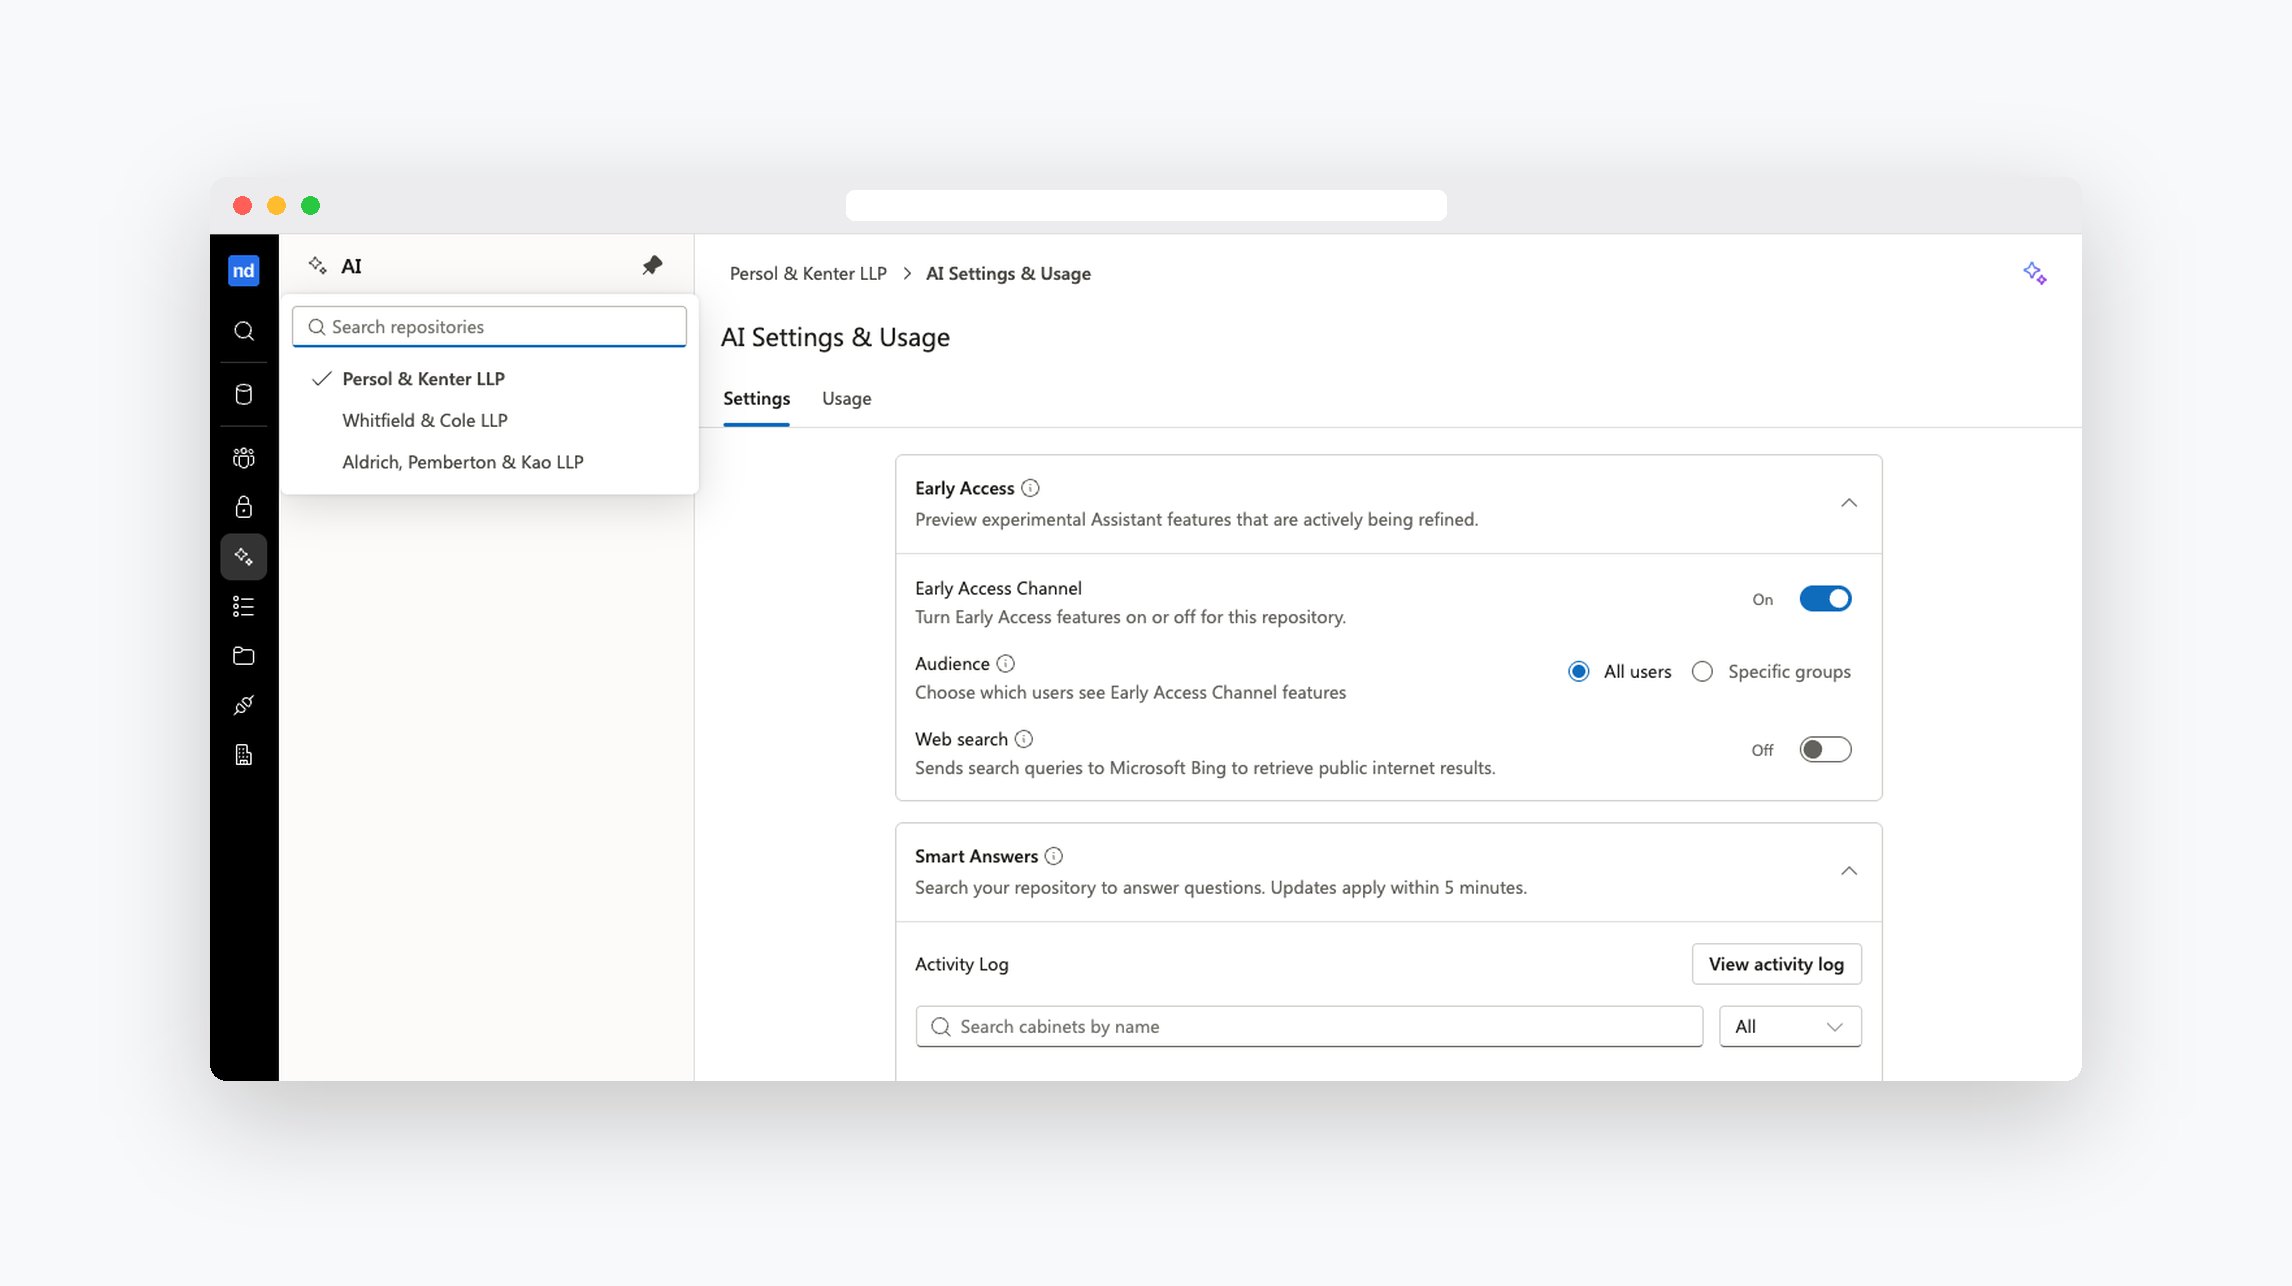 nd
AI
Search repositories
Persol & Kenter LLP
Whitfield & Cole LLP
Aldrich, Pemberton & Kao LLP
Persol & Kenter LLP > AI Settings & Usage
AI Settings & Usage
Settings Usage
Early Access
Preview experimental Assistant features that are actively being refined.
Early Access Channel
Turn Early Access features on or off for this repository.
On
Audience
Choose which users see Early Access Channel features
All users Specific groups
Web search
Sends search queries to Microsoft Bing to retrieve public internet results.
Off
Smart Answers
Search your repository to answer questions. Updates apply within 5 minutes.
Activity Log
View activity log
Search cabinets by name
All